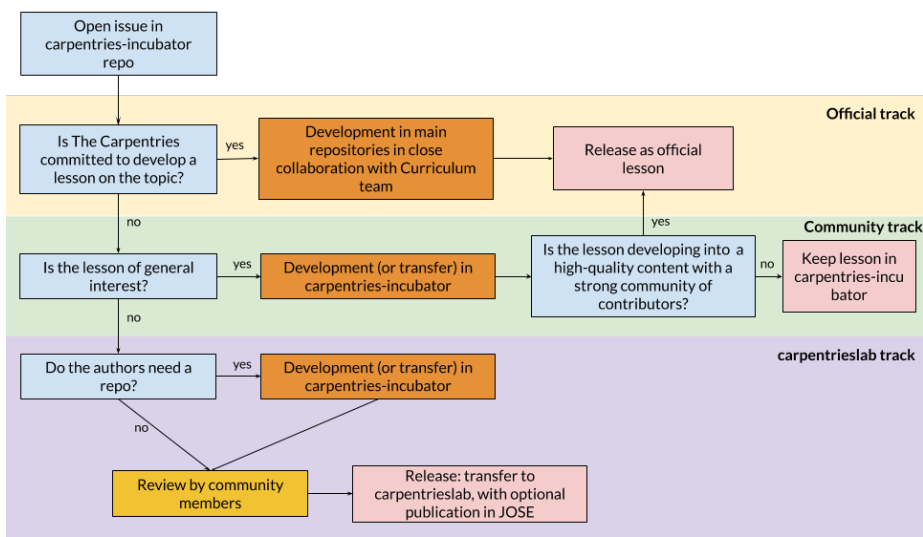 Open issue in
carpentries-incubator
repo
Official track
Is The Carpentries
committed to develop a
lesson on the topic?
yes
Development in main
repositories in close
collaboration with Curriculum
team
Release as official
lesson
no
yes
Community track
Is the lesson of general
interest?
yes
Development (or transfer) in
carpentries-incubator
Is the lesson developing into a
high-quality content with a
strong community of
contributors?
no
Keep lesson in
carpentries-incu
bator
no
carpentrieslab track
Do the authors need a
repo?
yes
Development (or transfer) in
carpentries-incubator
no
Review by community
members
Release: transfer to
carpentrieslab, with optional
publication in JOSE